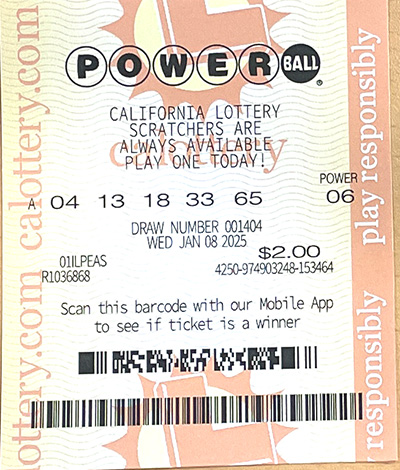 POWERBALL®
CALIFORNIA LOTTERY
SCRATCHERS ARE
ALWAYS AVAILABLE
PLAY ONE TODAY!
calottery
POWER
A 04 13 18 33 65 06
DRAW NUMBER 001404
WED JAN 08 2025
$2.00
01ILPEAS
4250-974903248-153464
R1036868
Scan this barcode with our Mobile App
to see if ticket is a winner
ottery.com calottery.com
play responsibly
responsibly